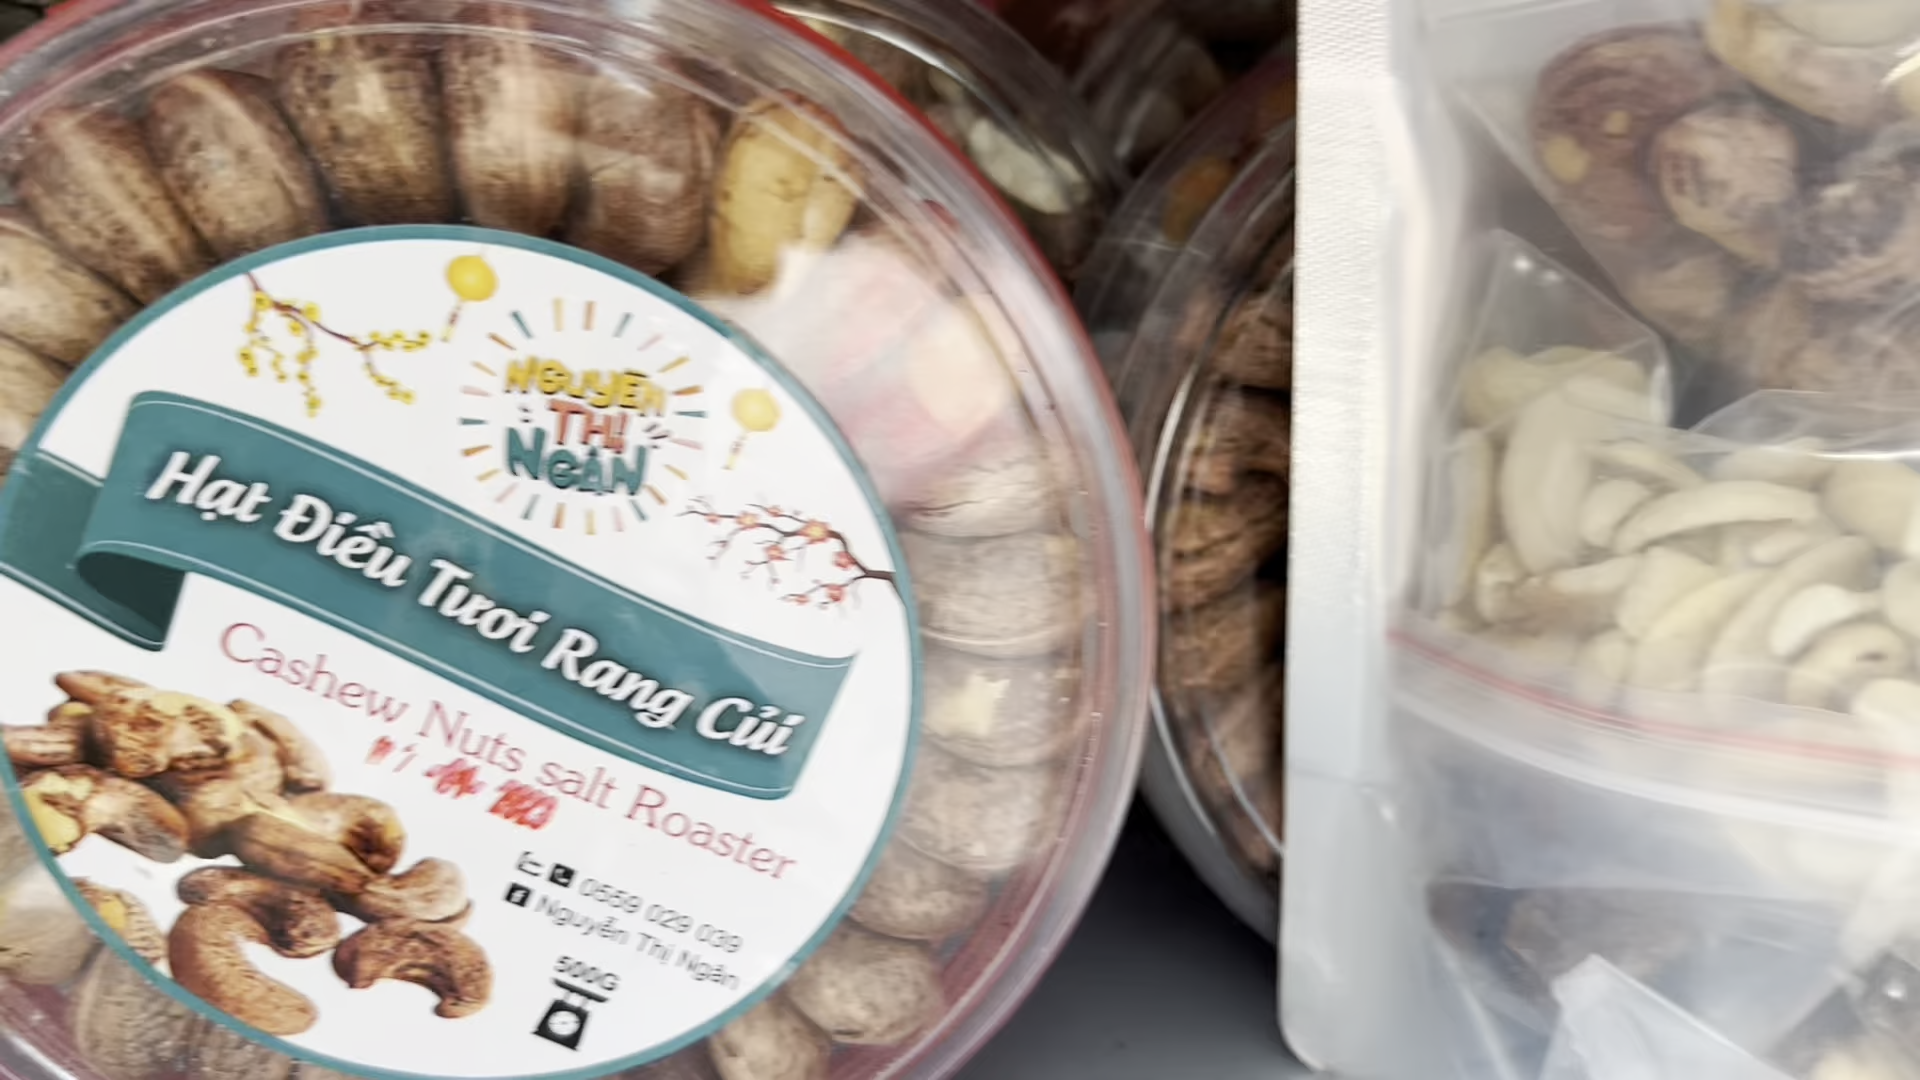 NGUYỄN
THỊ
NGÂN
Hạt Điều Tươi Rang Củi
Cashew Nuts salt Roaster
0559 029 039
Nguyễn Thị Ngân
500G